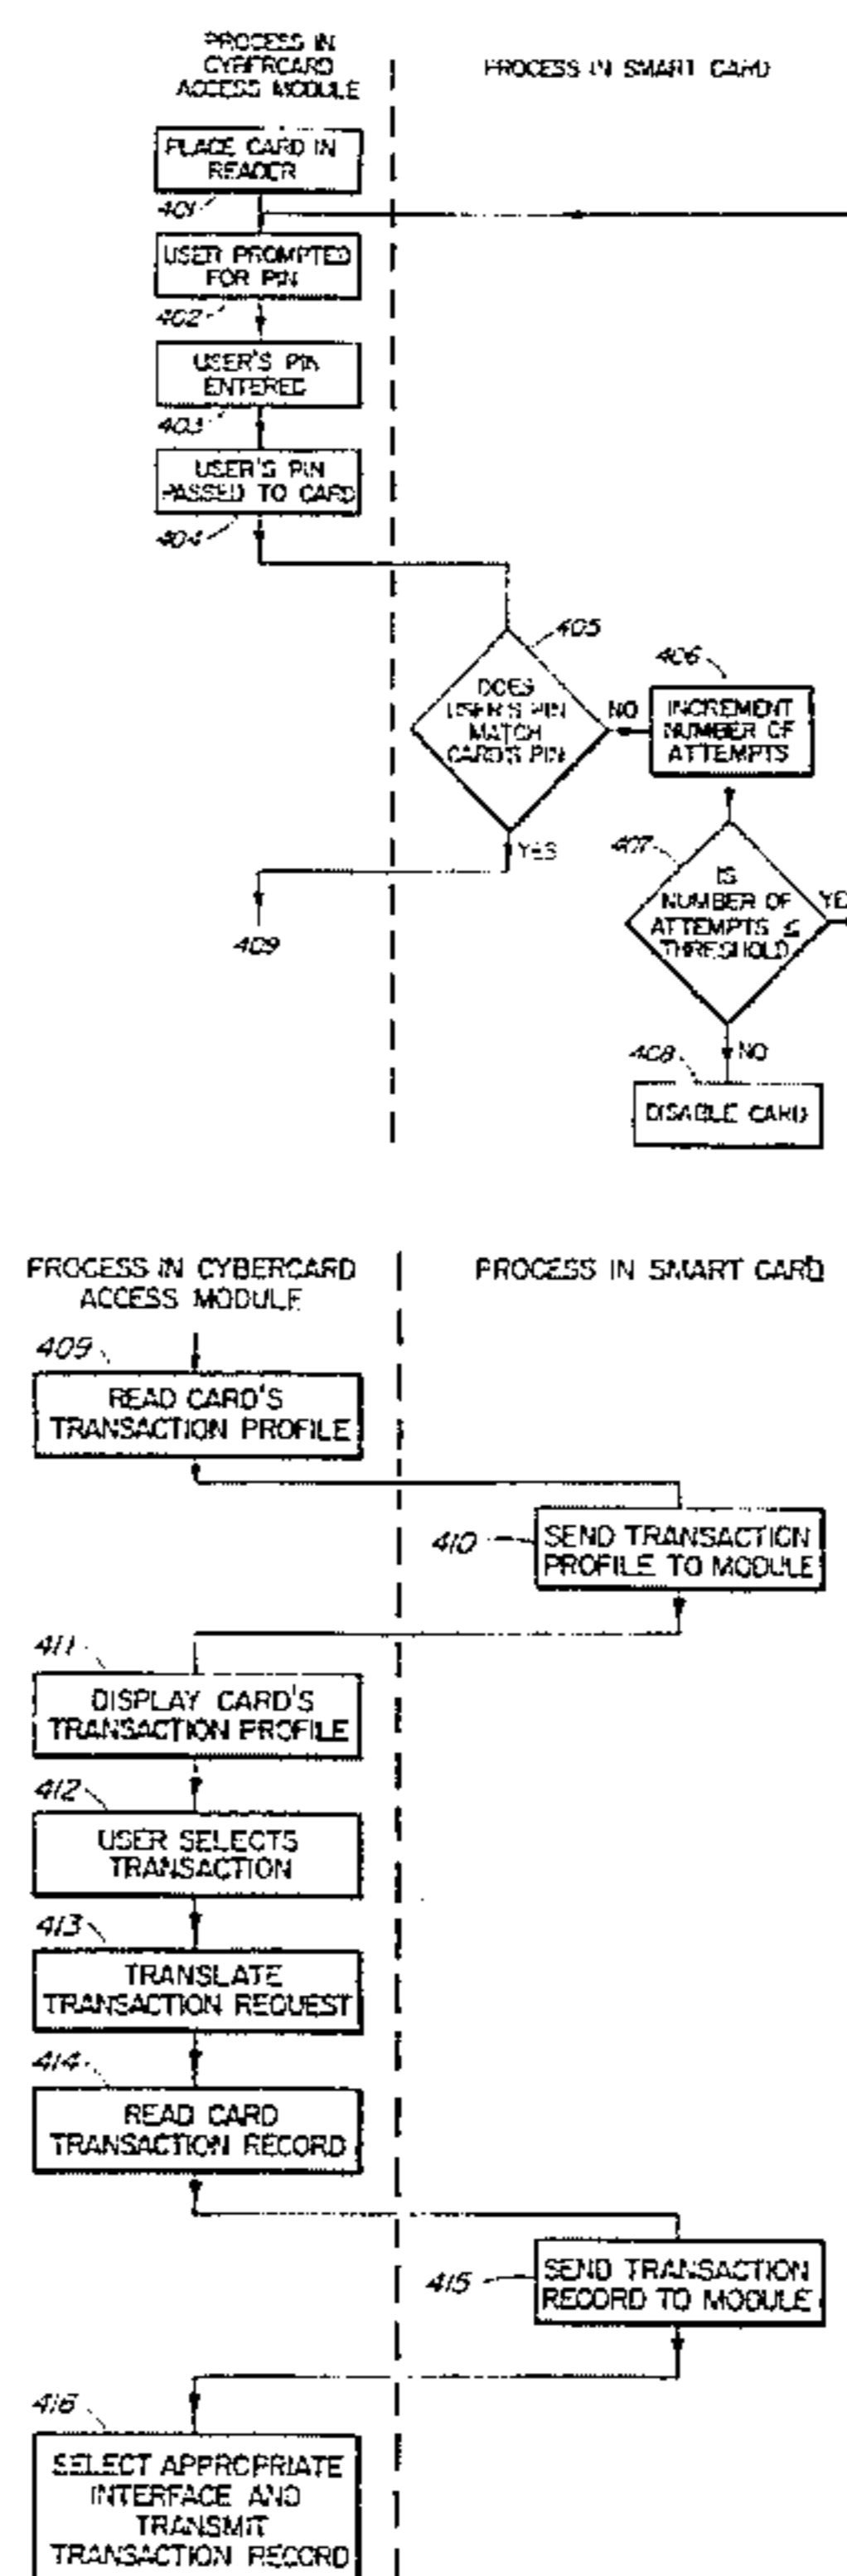 PROCESS IN
CYBERCARD
ACCESS MODULE
PROCESS IN SMART CARD
PLACE CARD IN
READER
401
USER PROMPTED
FOR PIN
402
USER'S PIN
ENTERED
403
USER'S PIN
PASSED TO CARD
404
405
DOES
USER'S PIN
MATCH
CARD'S PIN
NO
406
INCREMENT
NUMBER OF
ATTEMPTS
YES
409
407
IS
NUMBER OF
ATTEMPTS ≤
THRESHOLD
YE
NO
408
DISABLE CARD
PROCESS IN CYBERCARD
ACCESS MODULE
PROCESS IN SMART CARD
409
READ CARD'S
TRANSACTION PROFILE
410
SEND TRANSACTION
PROFILE TO MODULE
411
DISPLAY CARD'S
TRANSACTION PROFILE
412
USER SELECTS
TRANSACTION
413
TRANSLATE
TRANSACTION REQUEST
414
READ CARD
TRANSACTION RECORD
415
SEND TRANSACTION
RECORD TO MODULE
416
SELECT APPROPRIATE
INTERFACE AND
TRANSMIT
TRANSACTION RECORD